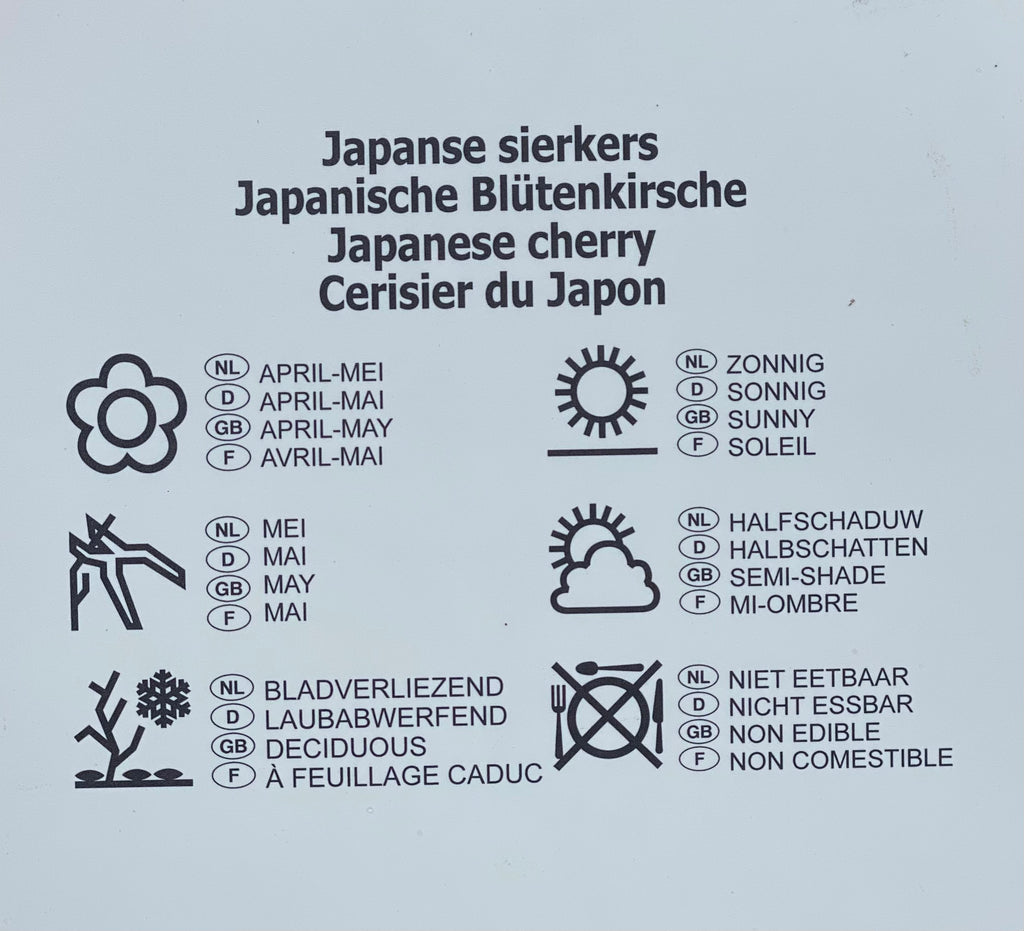 Japanse sierkers
Japanische Blütenkirsche
Japanese cherry
Cerisier du Japon
NL APRIL-MEI
D APRIL-MAI
GB APRIL-MAY
F AVRIL-MAI
NL ZONNIG
D SONNIG
GB SUNNY
F SOLEIL
NL MEI
D MAI
GB MAY
F MAI
NL HALFSCHADUW
D HALBSCHATTEN
GB SEMI-SHADE
F MI-OMBRE
NL BLADVERLIEZEND
D LAUBABWERFEND
GB DECIDUOUS
F À FEUILLAGE CADUC
NL NIET EETBAAR
D NICHT ESSBAR
GB NON EDIBLE
F NON COMESTIBLE